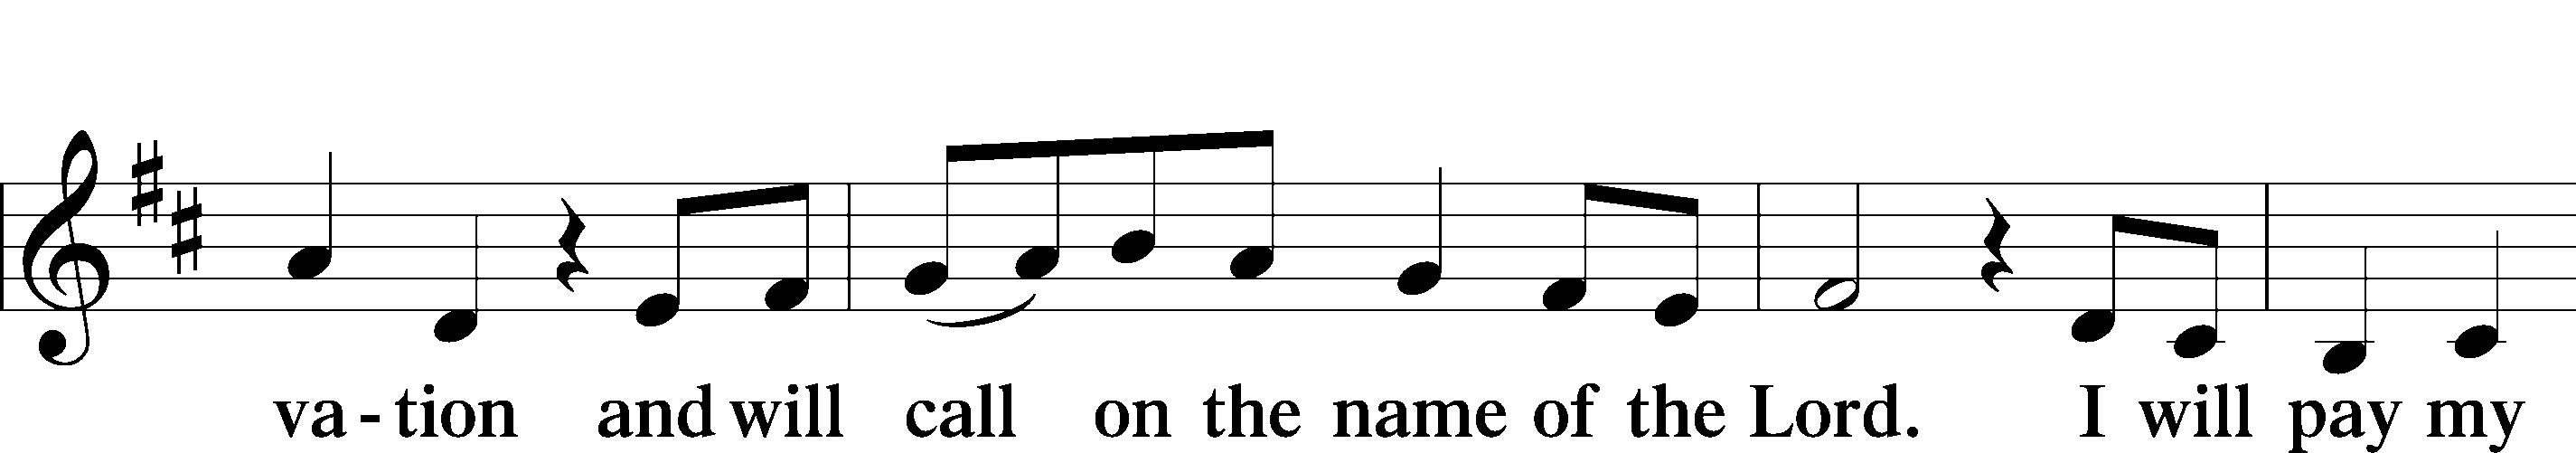 va - tion and will call on the name of the Lord. I will pay my